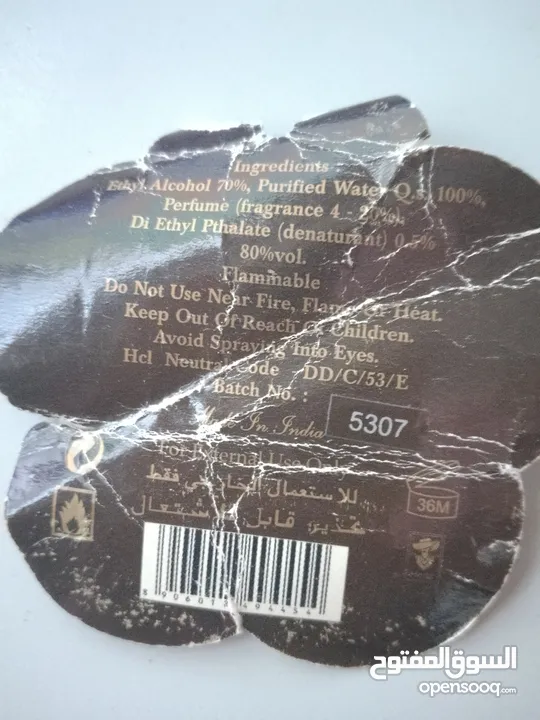 Ingredients
Ethyl Alcohol 70%, Purified Water Q.s. 100%,
Perfume (fragrance 4 - 20%),
Di Ethyl Pthalate (denaturant) 0.5%
80%vol.
Flammable
Do Not Use Near Fire, Flame or Heat.
Keep Out Of Reach of Children.
Avoid Spraying Into Eyes.
Hcl Neutral Code DD/C/53/E
Batch No. :
5307
Made In India
For External Use Only
للاستعمال الخارجي فقط
تحذير: قابل للاشتعال
36M
السوق المفتوح
opensooq.com